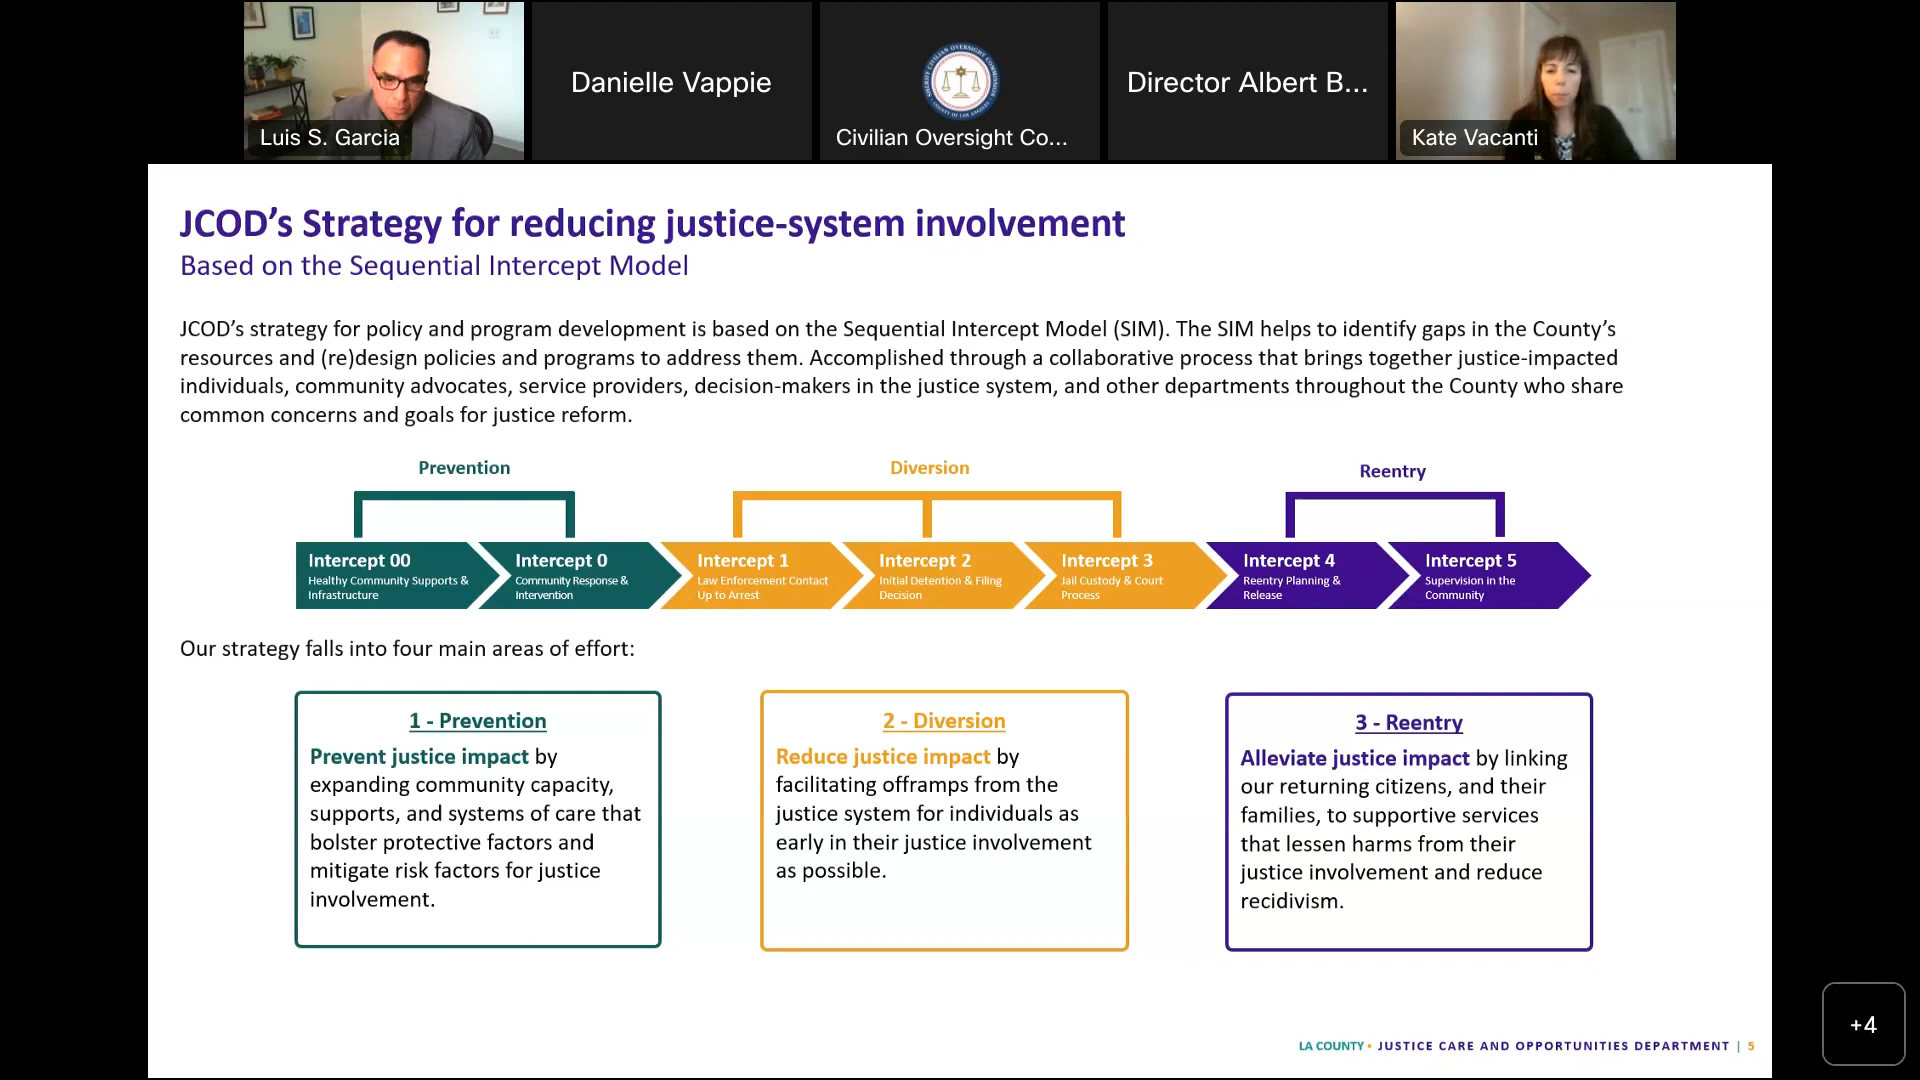 Luis S. Garcia
Danielle Vappie
Civilian Oversight Co...
Director Albert B...
Kate Vacanti
JCOD’s Strategy for reducing justice-system involvement
Based on the Sequential Intercept Model
JCOD’s strategy for policy and program development is based on the Sequential Intercept Model (SIM). The SIM helps to identify gaps in the County’s
resources and (re)design policies and programs to address them. Accomplished through a collaborative process that brings together justice-impacted
individuals, community advocates, service providers, decision-makers in the justice system, and other departments throughout the County who share
common concerns and goals for justice reform.
Prevention
Diversion
Reentry
Intercept 00
Healthy Community Supports &
Infrastructure
Intercept 0
Community Response &
Intervention
Intercept 1
Law Enforcement Contact
Up to Arrest
Intercept 2
Initial Detention & Filing
Decision
Intercept 3
Jail Custody & Court
Process
Intercept 4
Reentry Planning &
Release
Intercept 5
Supervision in the
Community
Our strategy falls into four main areas of effort:
1 - Prevention
Prevent justice impact by
expanding community capacity,
supports, and systems of care that
bolster protective factors and
mitigate risk factors for justice
involvement.
2 - Diversion
Reduce justice impact by
facilitating offramps from the
justice system for individuals as
early in their justice involvement
as possible.
3 - Reentry
Alleviate justice impact by linking
our returning citizens, and their
families, to supportive services
that lessen harms from their
justice involvement and reduce
recidivism.
+4
LA COUNTY • JUSTICE CARE AND OPPORTUNITIES DEPARTMENT | 5